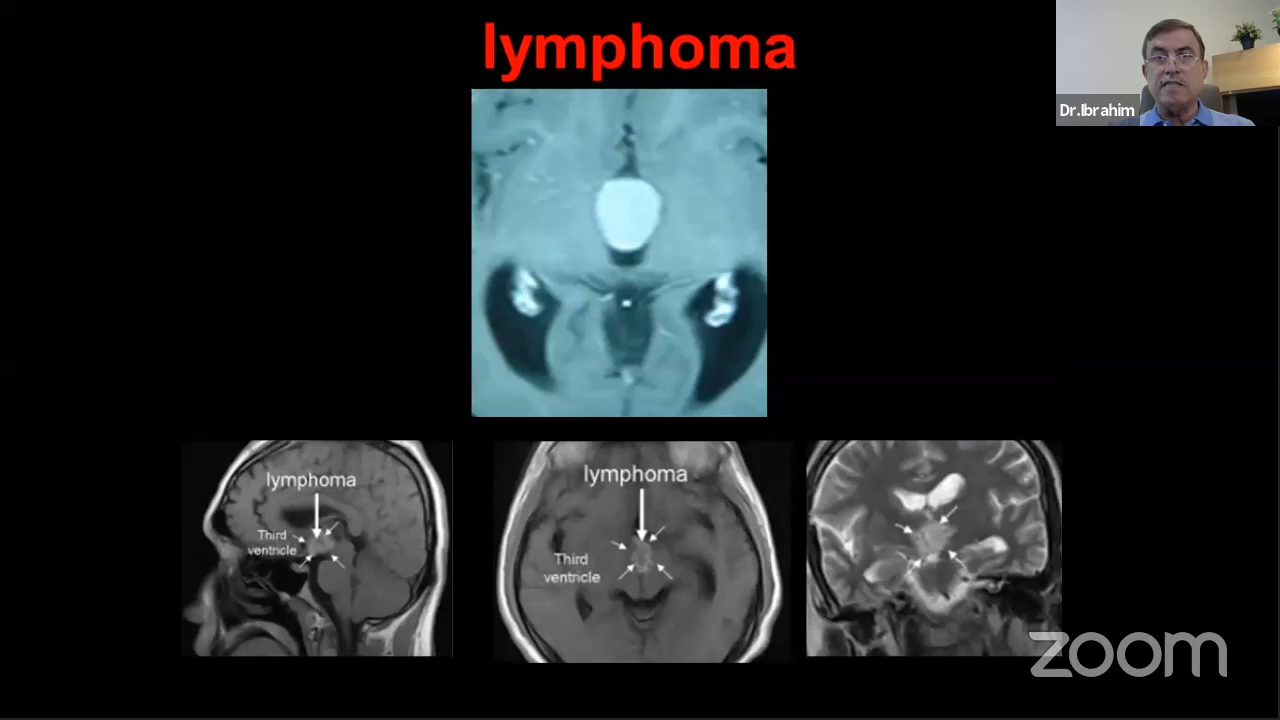 lymphoma
Dr.Ibrahim
lymphoma
Third
ventricle
lymphoma
Third
ventricle
zoom